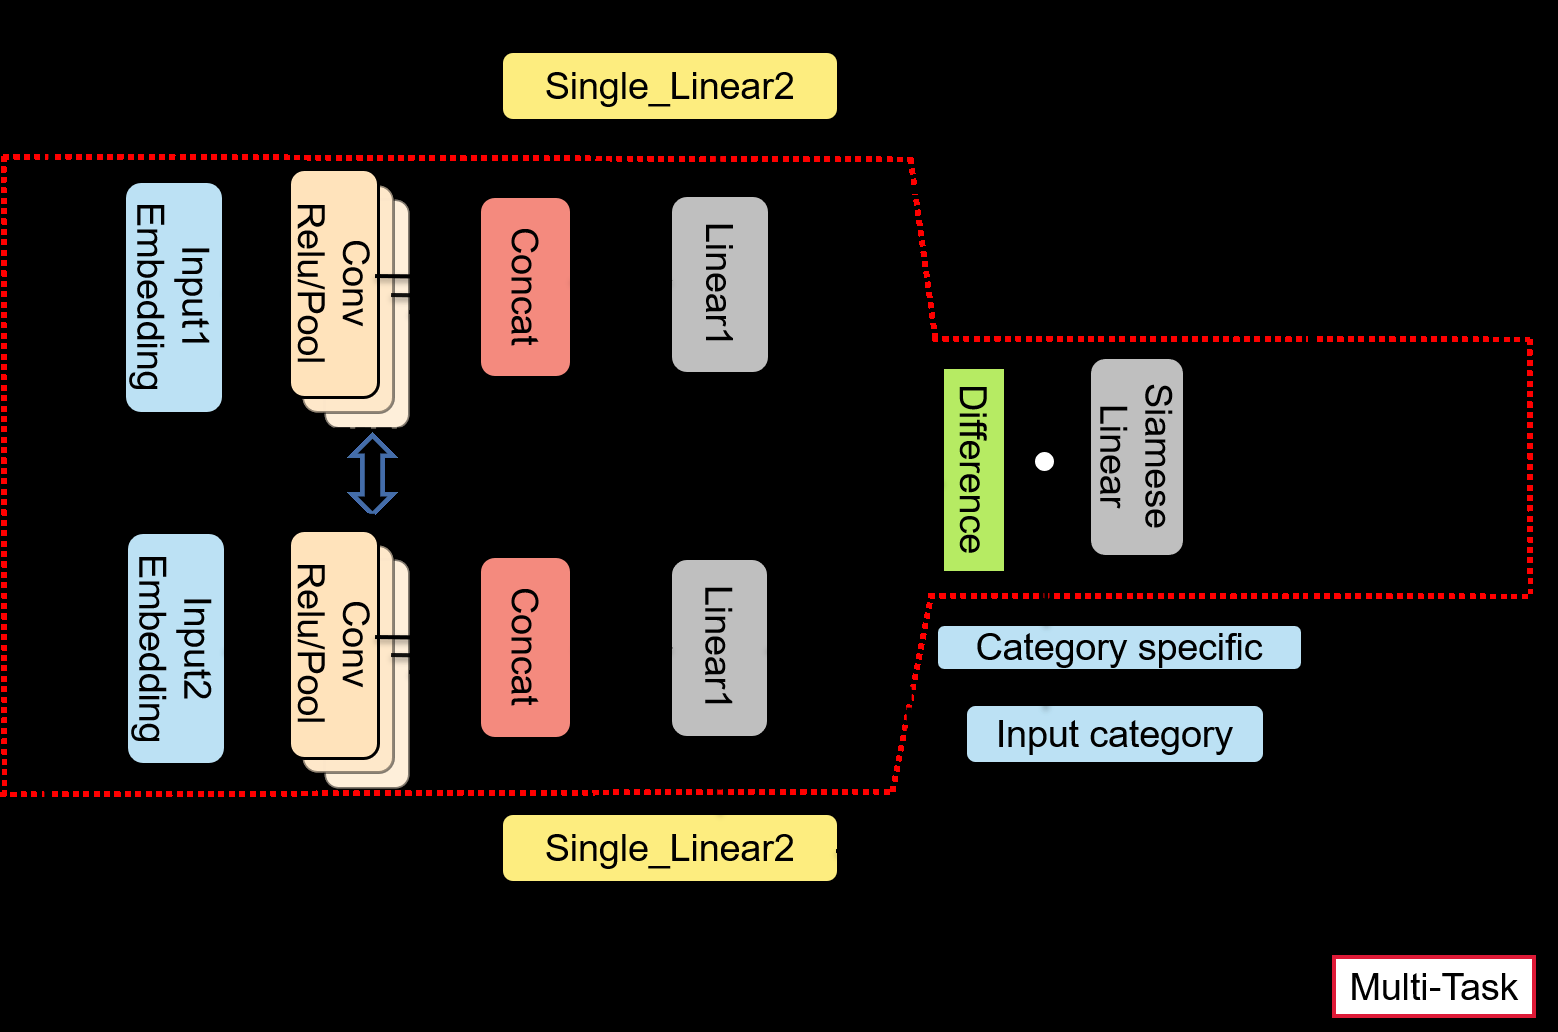 Single_Linear2
Input1
Embedding
Conv
Relu/Pool
Concat
Linear1
Difference
Siamese
Linear
Input2
Embedding
Conv
Relu/Pool
Concat
Linear1
Category specific
Input category
Single_Linear2
Multi-Task